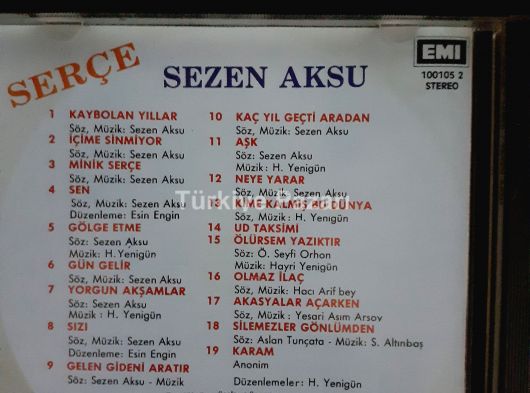 SERÇE
SEZEN AKSU
EMI
100105 2
STEREO
1 KAYBOLAN YILLAR
Söz, Müzik: Sezen Aksu
2 İÇİME SİNMİYOR
Söz, Müzik: Sezen Aksu
3 MİNİK SERÇE
Söz, Müzik: Sezen Aksu
4 SEN
Söz, Müzik: Sezen Aksu
Düzenleme: Esin Engin
5 GÖLGE ETME
Söz: Sezen Aksu
Müzik: H. Yenigün
6 GÜN GELİR
Söz, Müzik: Sezen Aksu
7 YORGUN AKŞAMLAR
Söz: Sezen Aksu
Müzik : H. Yenigün
8 SIZI
Söz, Müzik: Sezen Aksu
Düzenleme: Esin Engin
9 GELEN GİDENİ ARATIR
Söz: Sezen Aksu - Müzik
10 KAÇ YIL GEÇTİ ARADAN
Söz, Müzik: Sezen Aksu
11 AŞK
Söz: Sezen Aksu
Müzik: H. Yenigün
12 NEYE YARAR
Söz, Müzik: Sezen Aksu
13 KİME KALMIŞ BU DÜNYA
Söz, Müzik: H. Yenigün
14 UD TAKSİMİ
15 ÖLÜRSEM YAZIKTIR
Söz: Ö. Seyfi Orhon
Müzik: Hayri Yenigün
16 OLMAZ İLAÇ
Söz, Müzik: Hacı Arif bey
17 AKASYALAR AÇARKEN
Söz, Müzik : Yesari Asım Arsoy
18 SİLEMEZLER GÖNLÜMDEN
Söz: Aslan Tunçata - Müzik: S. Altınbaş
19 KARAM
Anonim
Düzenlemeler: H. Yenigün